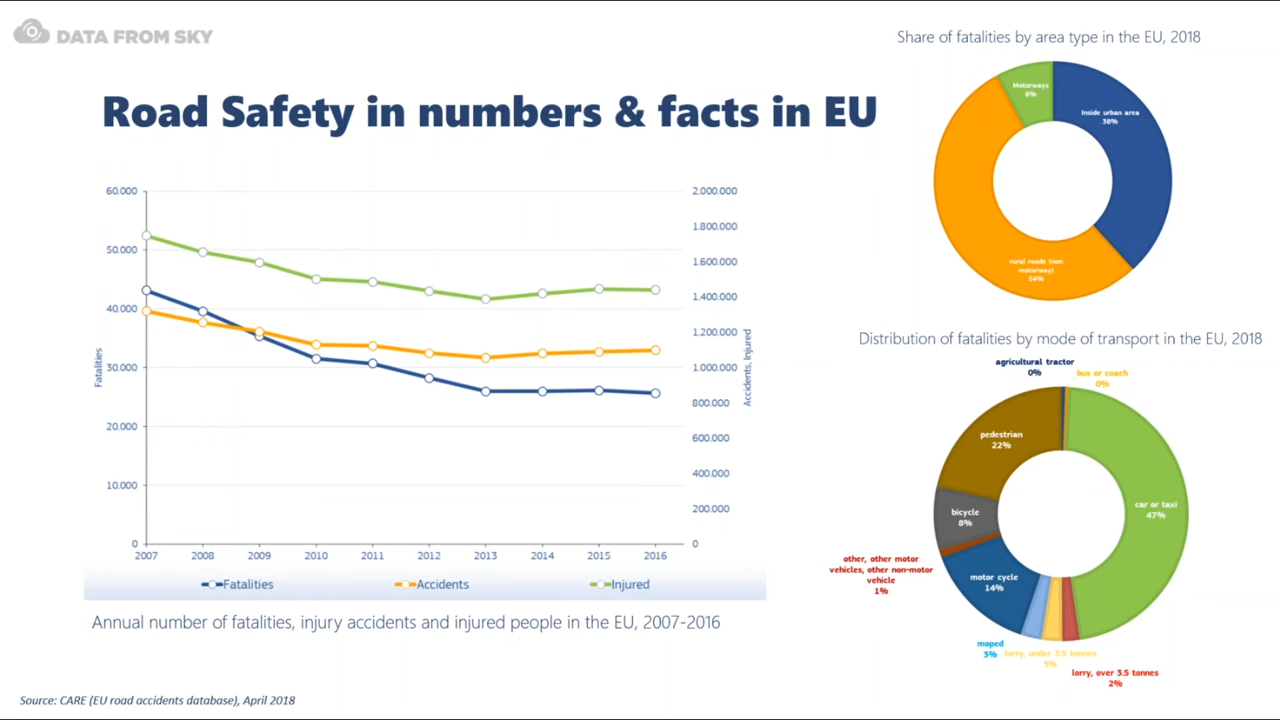 DATA FROM SKY
Share of fatalities by area type in the EU, 2018
Road Safety in numbers & facts in EU
Motorways
8%
Inside urban area
38%
rural roads (non
motorway)
54%
60.000
50.000
40.000
30.000
20.000
10.000
0
Fatalities
2.000.000
1.800.000
1.600.000
1.400.000
1.200.000
1.000.000
800.000
600.000
400.000
200.000
0
Accidents, Injured
2007
2008
2009
2010
2011
2012
2013
2014
2015
2016
Fatalities
Accidents
Injured
Annual number of fatalities, injury accidents and injured people in the EU, 2007-2016
Distribution of fatalities by mode of transport in the EU, 2018
agricultural tractor
0%
bus or coach
0%
pedestrian
22%
car or taxi
47%
bicycle
8%
other, other motor
vehicles, other non-motor
vehicle
1%
motor cycle
14%
moped
3%
lorry, under 3.5 tonnes
lorry, over 3.5 tonnes
2%
Source: CARE (EU road accidents database), April 2018